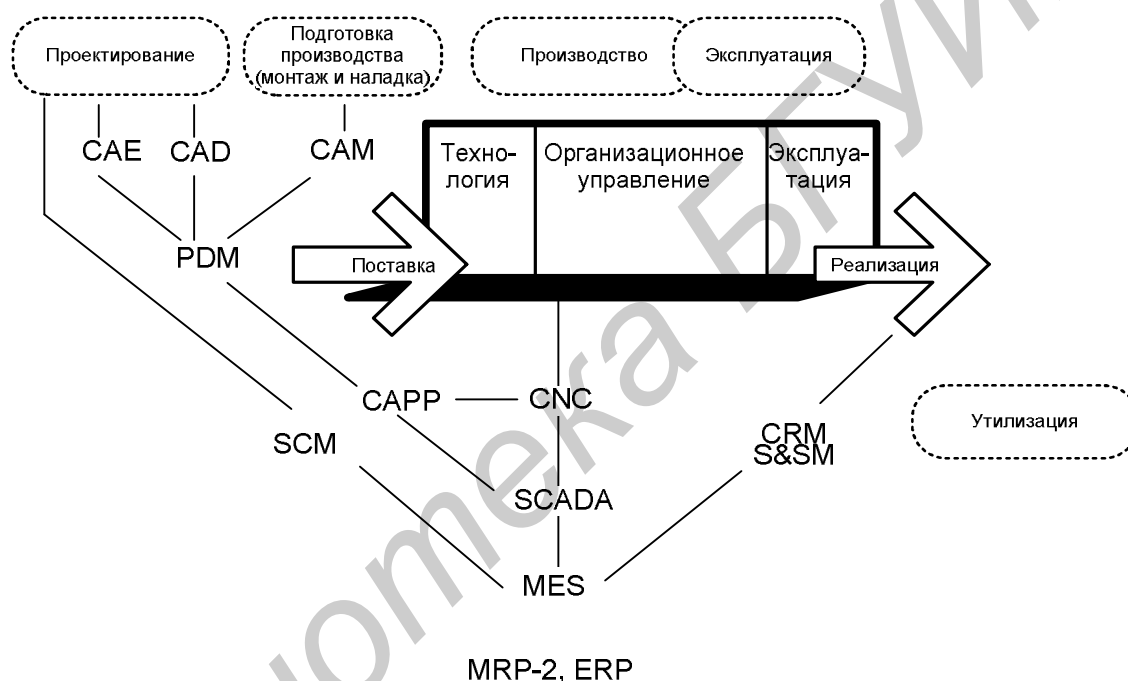 Проектирование
Подготовка
производства
(монтаж и наладка)
Производство
Эксплуатация
CAE
CAD
CAM
Техно-
логия
Организационное
управление
Эксплуа-
тация
PDM
Поставка
Реализация
CAPP
CNC
SCM
CRM
S&SM
Утилизация
SCADA
MES
MRP-2, ERP